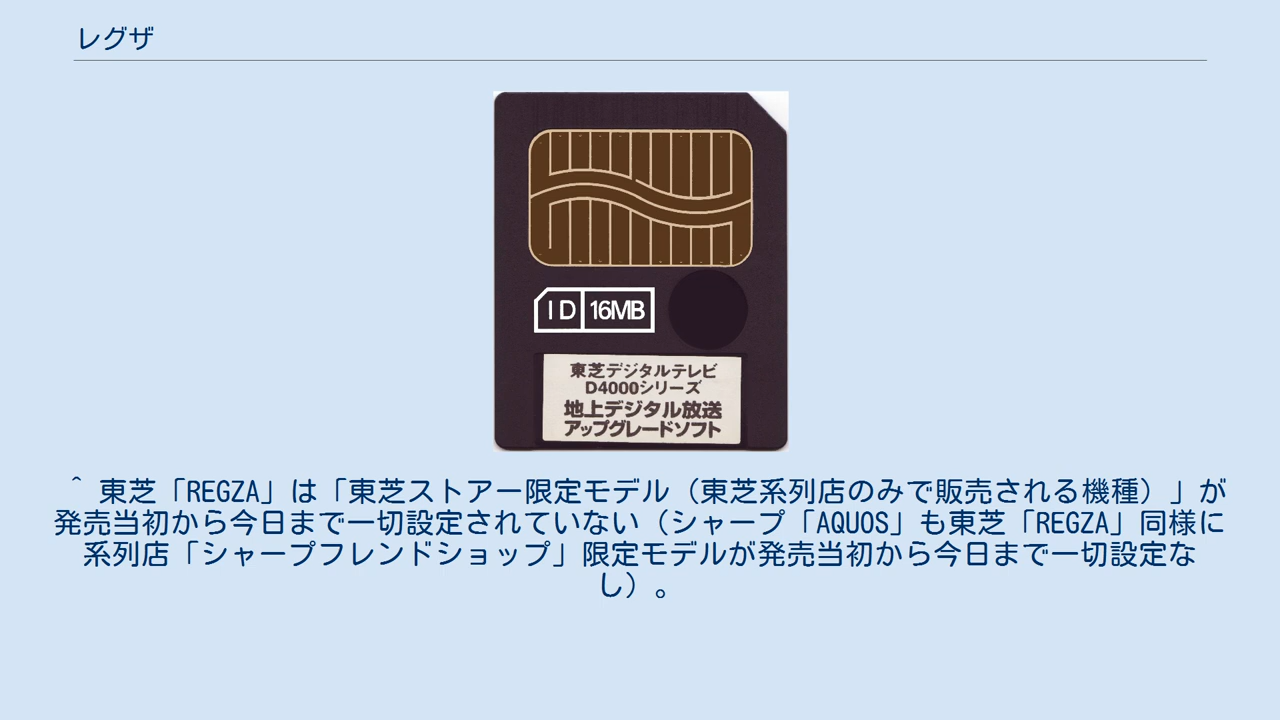 レグザ
ID 16MB
東芝デジタルテレビ
D4000シリーズ
地上デジタル放送
アップグレードソフト
^ 東芝「REGZA」は「東芝ストアー限定モデル（東芝系列店のみで販売される機種）」が
発売当初から今日まで一切設定されていない（シャープ「AQUOS」も東芝「REGZA」同様に
系列店「シャープフレンドショップ」限定モデルが発売当初から今日まで一切設定な
し）。